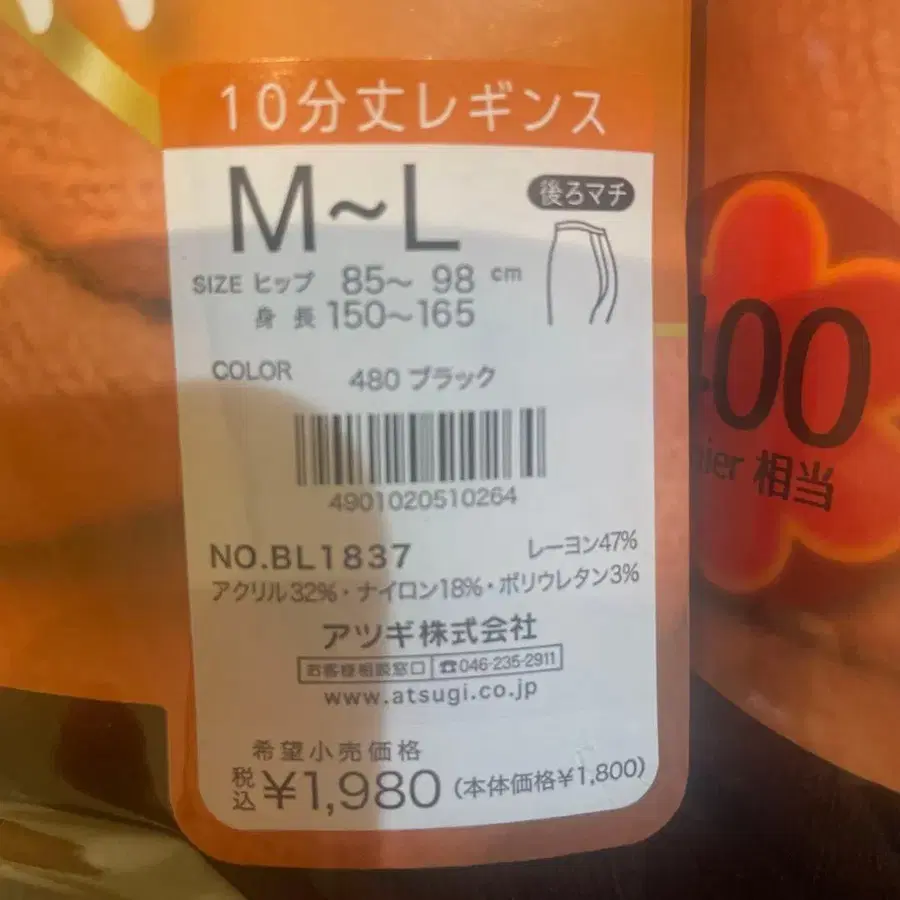 10分丈レギンス
M~L
後ろマチ
SIZE ヒップ 85~ 98 cm
身 長 150~165
COLOR 480 ブラック
4901020510264
NO.BL1837 レーヨン47%
アクリル32%・ナイロン18%・ポリウレタン3%
アツギ株式会社
お客様相談窓口 ☎046-235-2911
www.atsugi.co.jp
希望小売価格
税込 ¥1,980 (本体価格¥1,800)
400
相当